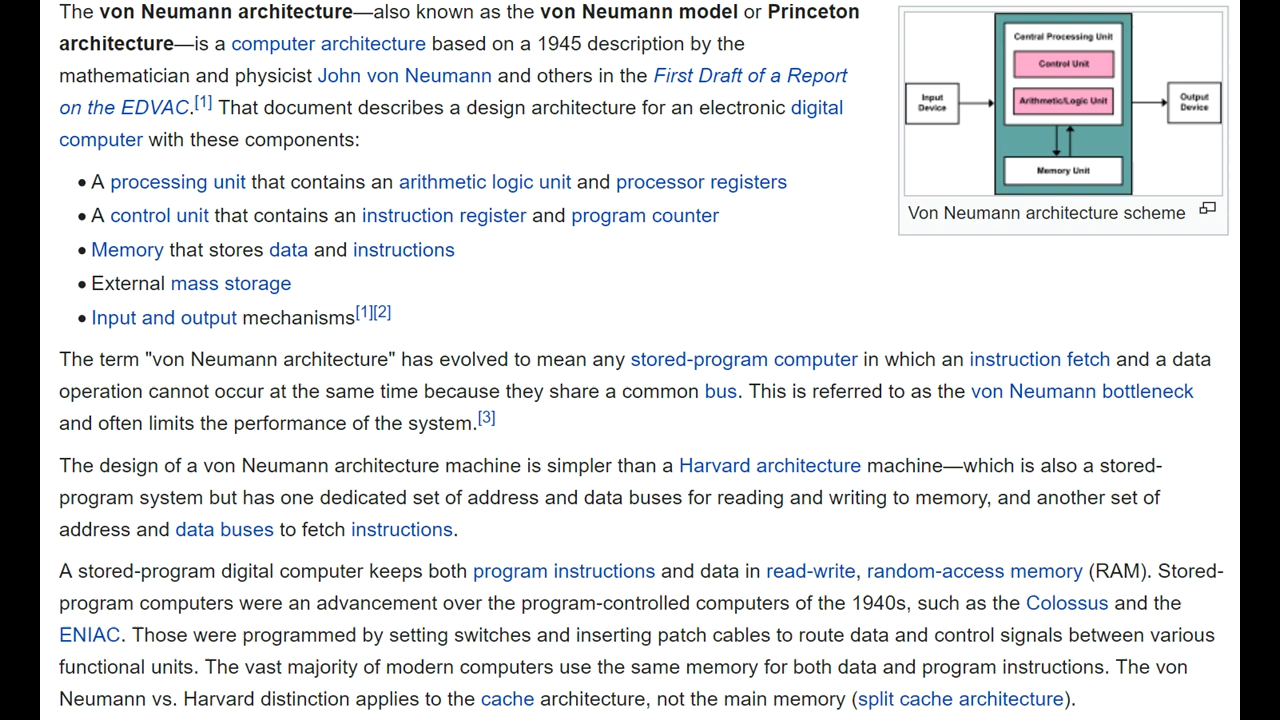 The von Neumann architecture—also known as the von Neumann model or Princeton
architecture—is a computer architecture based on a 1945 description by the
mathematician and physicist John von Neumann and others in the First Draft of a Report
on the EDVAC.[1] That document describes a design architecture for an electronic digital
computer with these components:
• A processing unit that contains an arithmetic logic unit and processor registers
• A control unit that contains an instruction register and program counter
• Memory that stores data and instructions
• External mass storage
• Input and output mechanisms[1][2]
Central Processing Unit
Control Unit
Arithmetic/Logic Unit
Input
Device
Output
Device
Memory Unit
Von Neumann architecture scheme
The term "von Neumann architecture" has evolved to mean any stored-program computer in which an instruction fetch and a data
operation cannot occur at the same time because they share a common bus. This is referred to as the von Neumann bottleneck
and often limits the performance of the system.[3]
The design of a von Neumann architecture machine is simpler than a Harvard architecture machine—which is also a stored-
program system but has one dedicated set of address and data buses for reading and writing to memory, and another set of
address and data buses to fetch instructions.
A stored-program digital computer keeps both program instructions and data in read-write, random-access memory (RAM). Stored-
program computers were an advancement over the program-controlled computers of the 1940s, such as the Colossus and the
ENIAC. Those were programmed by setting switches and inserting patch cables to route data and control signals between various
functional units. The vast majority of modern computers use the same memory for both data and program instructions. The von
Neumann vs. Harvard distinction applies to the cache architecture, not the main memory (split cache architecture).